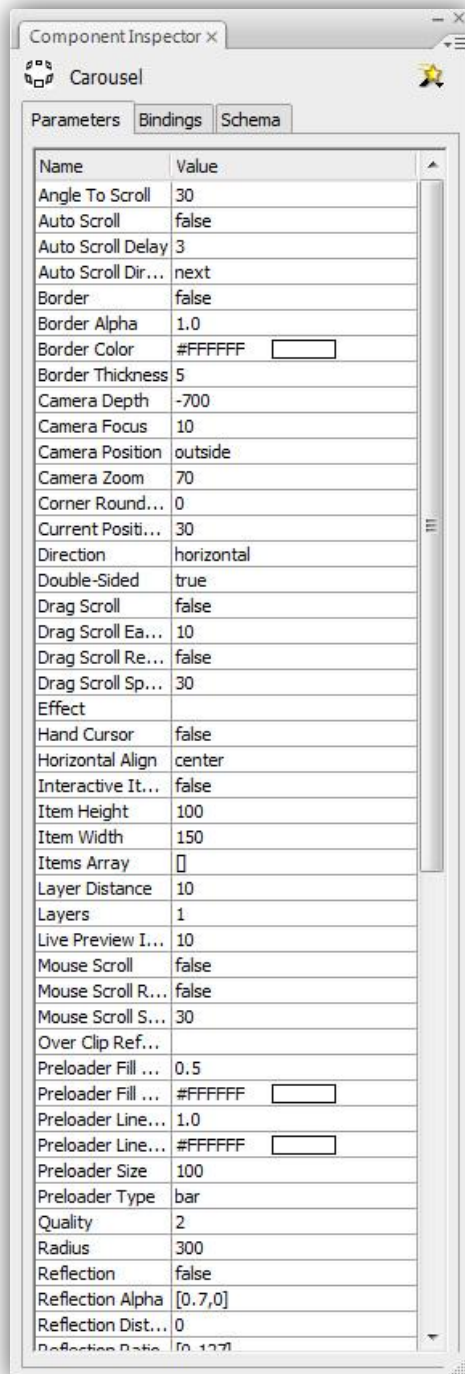 Component Inspector ×
Carousel
Parameters Bindings Schema
Name Value
Angle To Scroll 30
Auto Scroll false
Auto Scroll Delay 3
Auto Scroll Dir... next
Border false
Border Alpha 1.0
Border Color #FFFFFF
Border Thickness 5
Camera Depth -700
Camera Focus 10
Camera Position outside
Camera Zoom 70
Corner Round... 0
Current Positi... 30
Direction horizontal
Double-Sided true
Drag Scroll false
Drag Scroll Ea... 10
Drag Scroll Re... false
Drag Scroll Sp... 30
Effect
Hand Cursor false
Horizontal Align center
Interactive It... false
Item Height 100
Item Width 150
Items Array []
Layer Distance 10
Layers 1
Live Preview I... 10
Mouse Scroll false
Mouse Scroll R... false
Mouse Scroll S... 30
Over Clip Ref...
Preloader Fill ... 0.5
Preloader Fill ... #FFFFFF
Preloader Line... 1.0
Preloader Line... #FFFFFF
Preloader Size 100
Preloader Type bar
Quality 2
Radius 300
Reflection false
Reflection Alpha [0.7,0]
Reflection Dist... 0
Reflection Ratio [0,127]